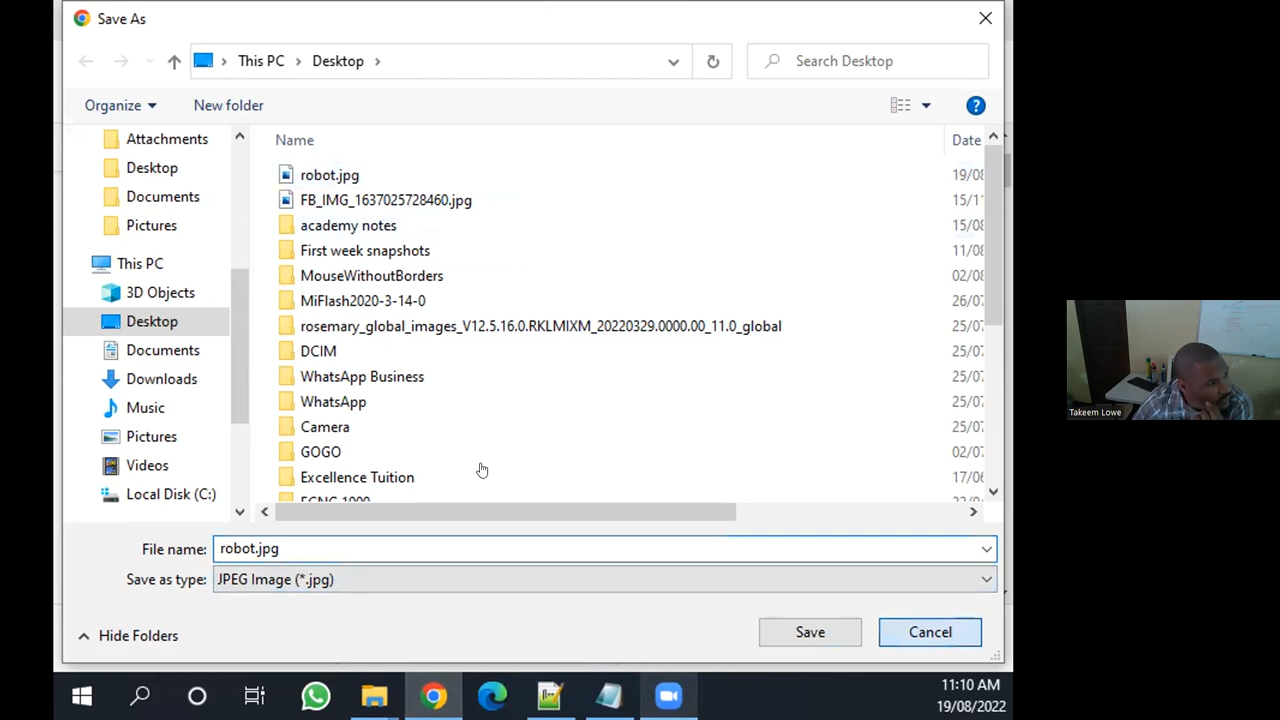 Save As
This PC > Desktop >
Search Desktop
Organize
New folder
Attachments
Desktop
Documents
Pictures
This PC
3D Objects
Desktop
Documents
Downloads
Music
Pictures
Videos
Local Disk (C:)
Name
Date
robot.jpg
19/08
FB_IMG_1637025728460.jpg
15/11
academy notes
15/08
First week snapshots
11/08
MouseWithoutBorders
02/08
MiFlash2020-3-14-0
26/07
rosemary_global_images_V12.5.16.0.RKLMIXM_20220329.0000.00_11.0_global
25/07
DCIM
25/07
WhatsApp Business
25/07
WhatsApp
25/07
Camera
25/07
GOGO
02/07
Excellence Tuition
17/06
File name:
robot.jpg
Save as type:
JPEG Image (*.jpg)
Hide Folders
Save
Cancel
11:10 AM
19/08/2022
Takeem Lowe